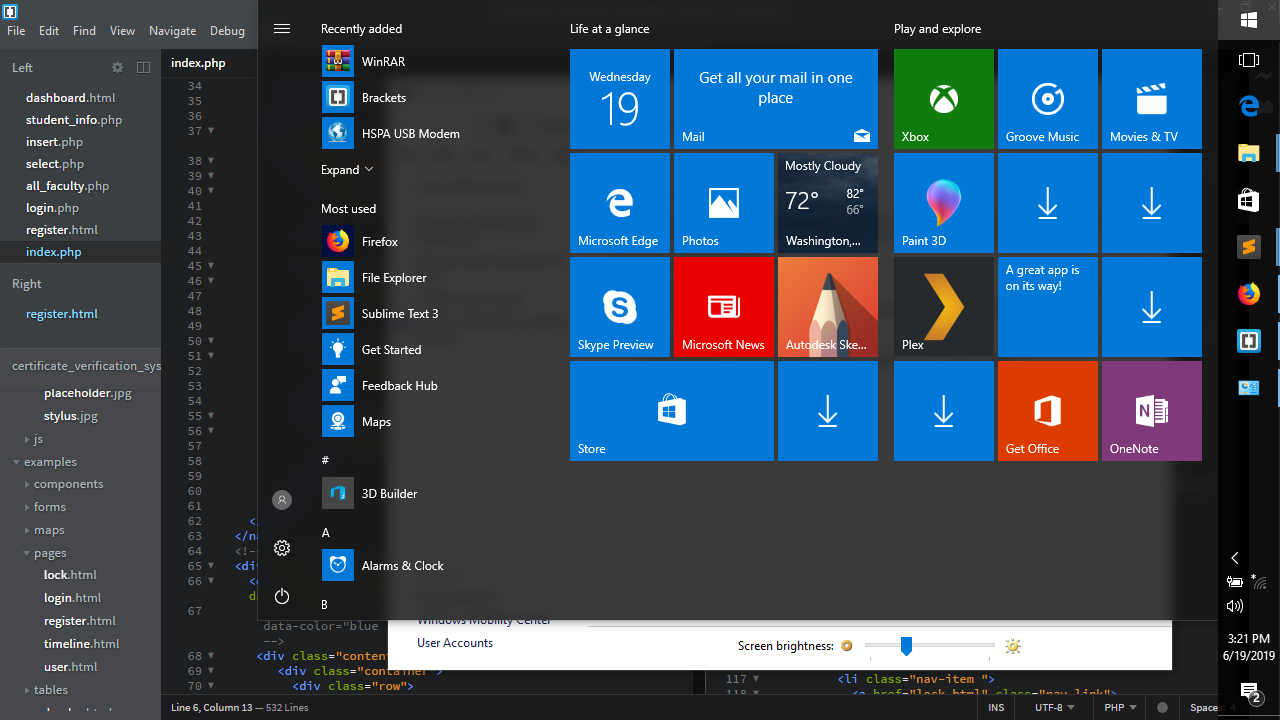 File Edit Find View Navigate Debug
Left
dashboard.html
student_info.php
insert.php
select.php
all_faculty.php
login.php
register.html
index.php
Right
register.html
certificate_verification_sys
placeholder.jpg
stylus.jpg
js
examples
components
forms
maps
pages
lock.html
login.html
register.html
timeline.html
user.html
tables
index.php
34
35
36
37
38
39
40
41
42
43
44
45
46
47
48
49
50
51
52
53
54
55
56
57
58
59
60
61
62 <
63 </na
64 <!--
65 <div
66
67
data-color="blue
-->
68 <div class="content
69 <div class="container">
70 <div class="row">
Recently added
WinRAR
Brackets
HSPA USB Modem
Expand
Most used
Firefox
File Explorer
Sublime Text 3
Get Started
Feedback Hub
Maps
#
3D Builder
A
Alarms & Clock
B
Life at a glance
Wednesday
19
Get all your mail in one
place
Mail
Microsoft Edge
Photos
Mostly Cloudy
72° 82°
66°
Washington,...
Skype Preview
Microsoft News
Autodesk Ske...
Store
Play and explore
Xbox
Groove Music
Movies & TV
Paint 3D
Plex
A great app is
on its way!
Get Office
OneNote
Windows Mobility Center
User Accounts
Screen brightness:
117 <li class="nav-item ">
118 <a href="lock.html" class="nav-link">
Line 6, Column 13 — 532 Lines
INS UTF-8 PHP Spaces: 4
3:21 PM
6/19/2019
2